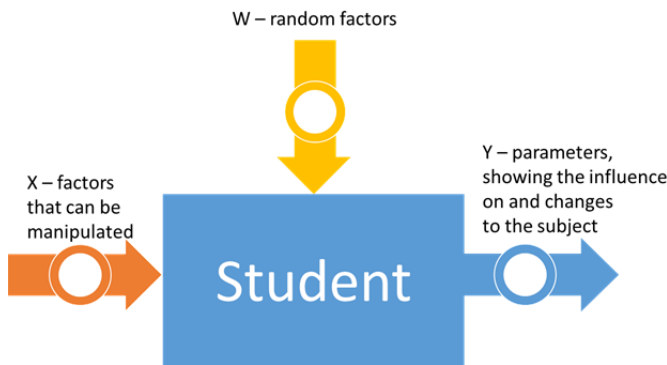 W – random factors
X – factors
that can be
manipulated
Y – parameters,
showing the influence
on and changes
to the subject
Student